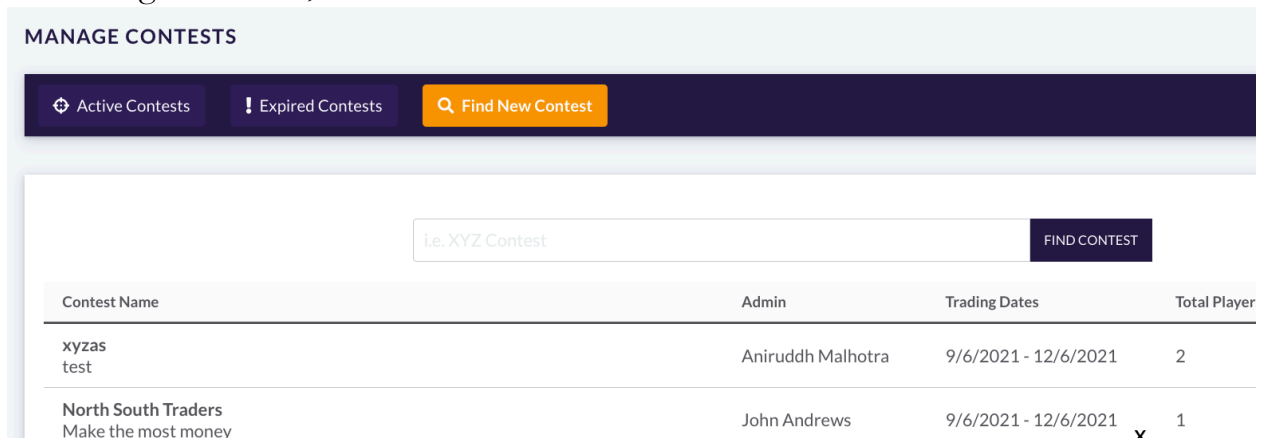 MANAGE CONTESTS
Active Contests ! Expired Contests Find New Contest
i.e. XYZ Contest FIND CONTEST
Contest Name Admin Trading Dates Total Player
xyzas
test Aniruddh Malhotra 9/6/2021 - 12/6/2021 2
North South Traders
Make the most money John Andrews 9/6/2021 - 12/6/2021 1
x